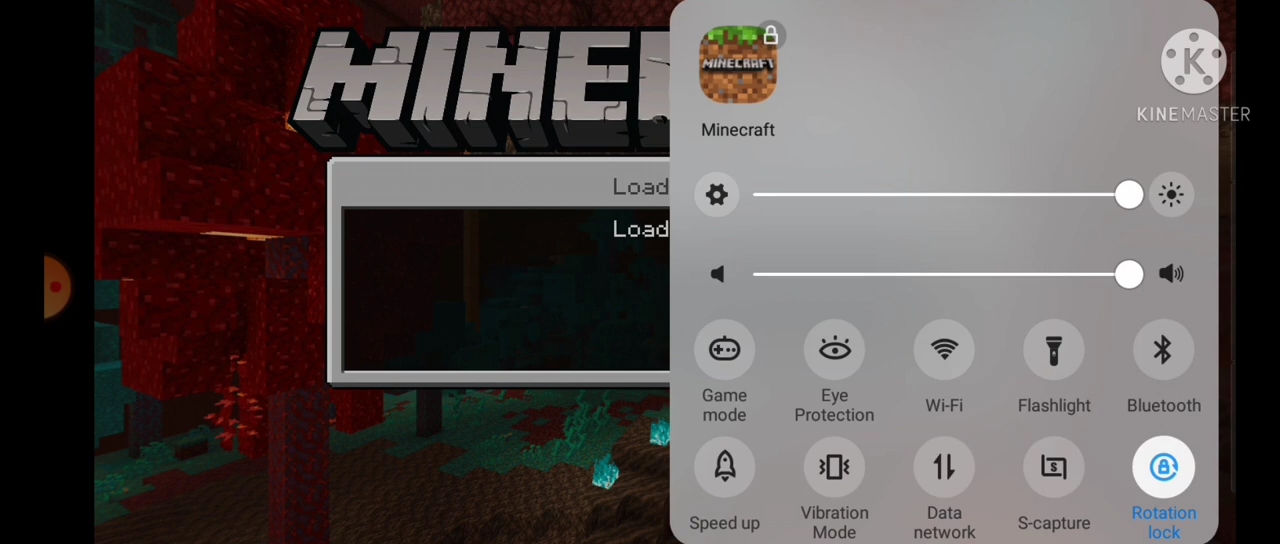 MINE
Load
Load
MINECRAFT
Minecraft
K
KINEMASTER
Game
mode
Eye
Protection
Wi-Fi
Flashlight
Bluetooth
Speed up
Vibration
Mode
Data
network
S
S-capture
Rotation
lock